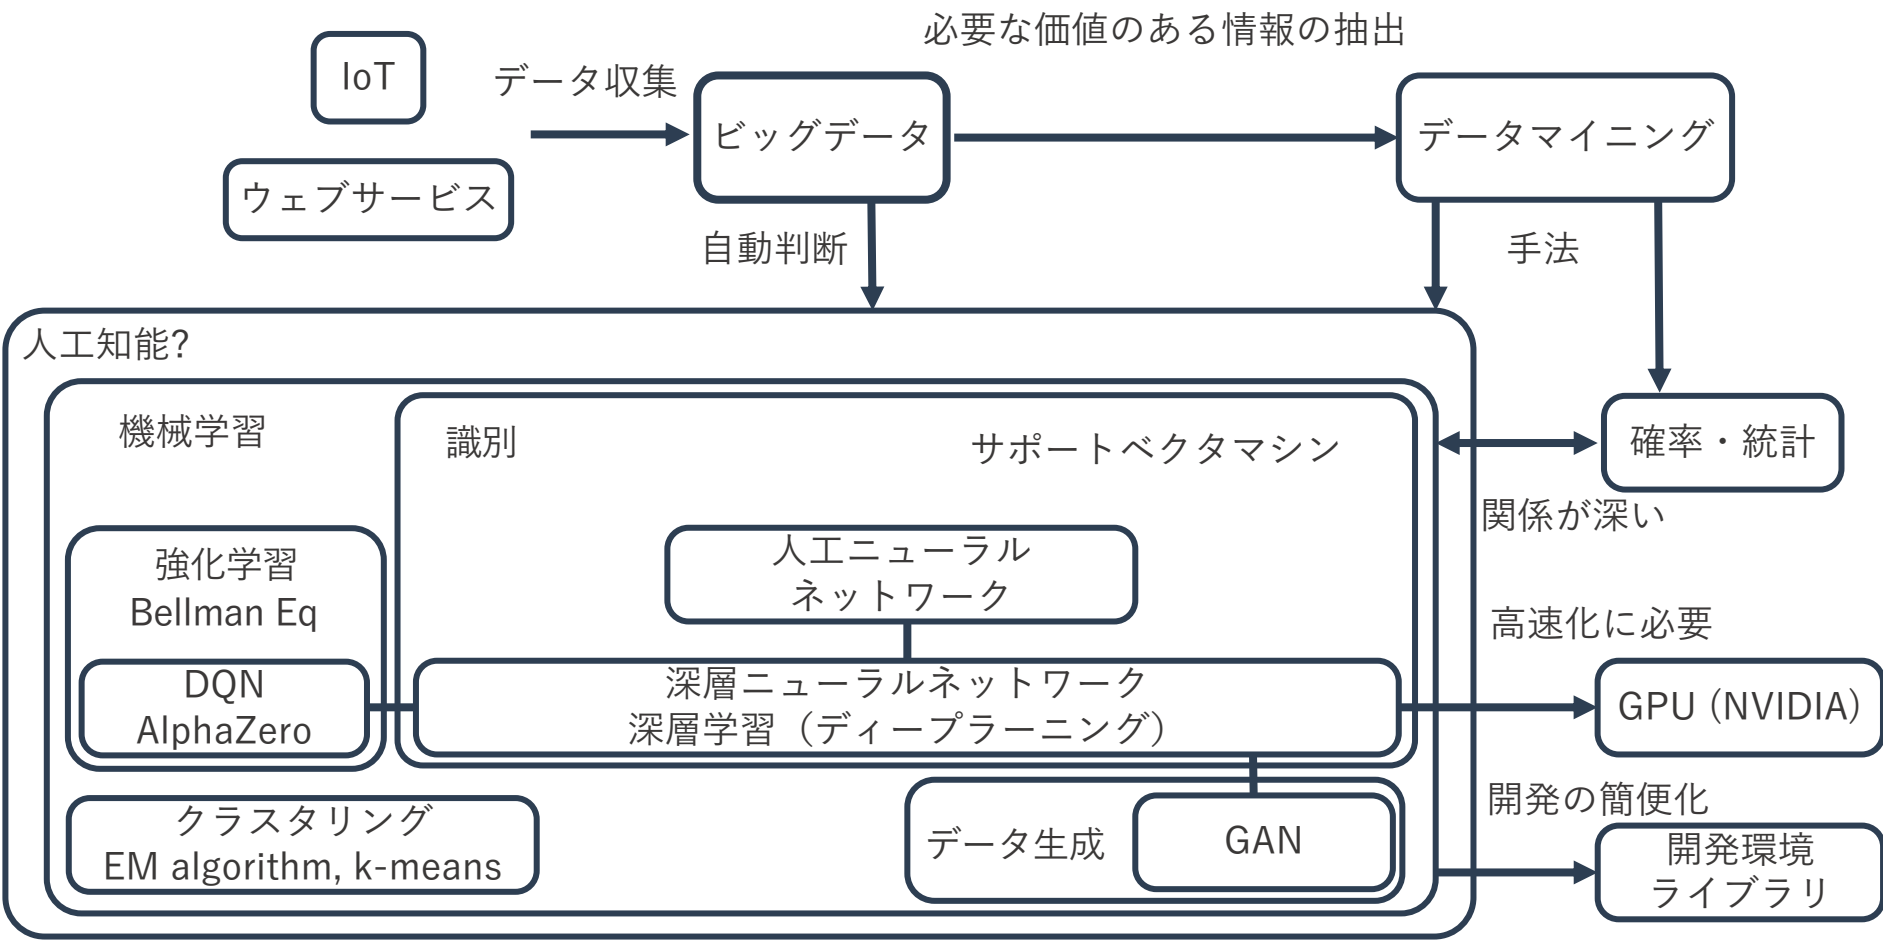 必要な価値のある情報の抽出
IoT
データ収集
ビッグデータ
データマイニング
ウェブサービス
自動判断
手法
人工知能?
機械学習
識別
サポートベクタマシン
確率・統計
関係が深い
強化学習
Bellman Eq
人工ニューラル
ネットワーク
高速化に必要
DQN
AlphaZero
深層ニューラルネットワーク
深層学習（ディープラーニング）
GPU (NVIDIA)
開発の簡便化
クラスタリング
EM algorithm, k-means
データ生成
GAN
開発環境
ライブラリ